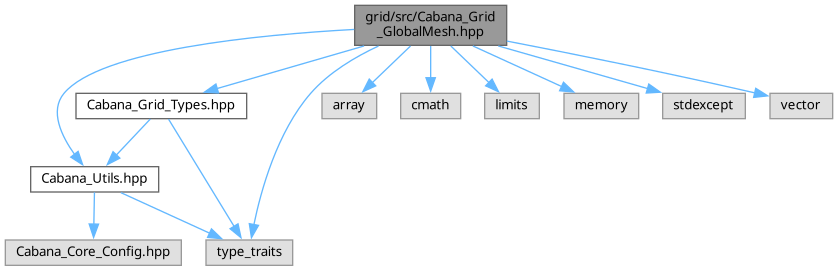 grid/src/Cabana_Grid
_GlobalMesh.hpp
Cabana_Grid_Types.hpp
array
cmath
limits
memory
stdexcept
vector
Cabana_Utils.hpp
Cabana_Core_Config.hpp
type_traits